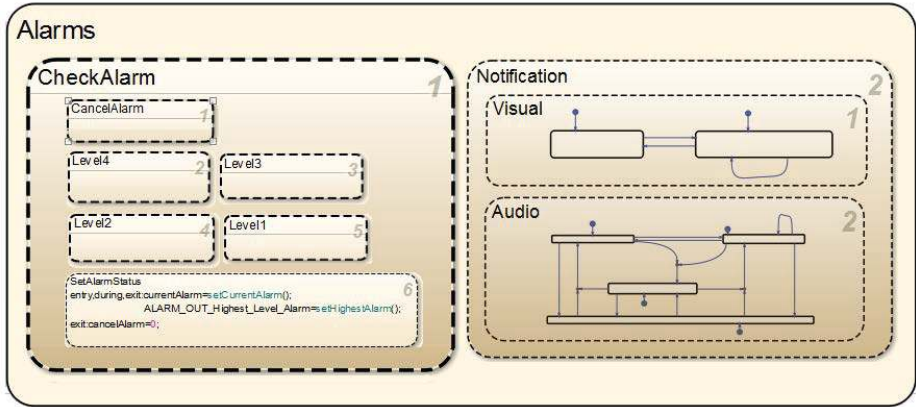 Alarms
CheckAlarm
1
CancelAlarm
1
Level4
2
Level3
3
Level2
4
Level1
5
SetAlarmStatus
6
entry,during,exit:currentAlarm=setCurrentAlarm();
ALARM_OUT_Highest_Level_Alarm=setHighestAlarm();
exit:cancelAlarm=0;
Notification
2
Visual
1
Audio
2